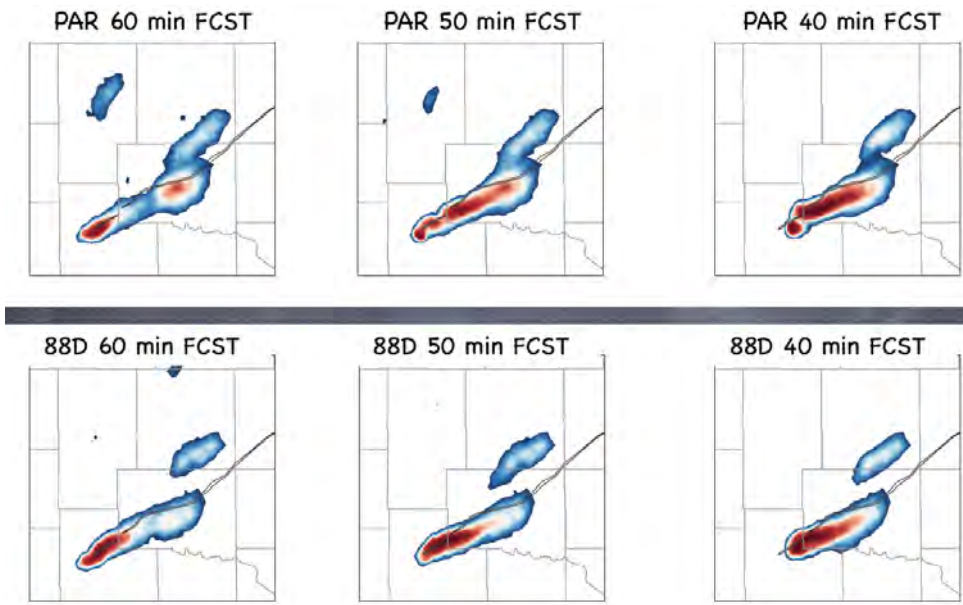 PAR 60 min FCST
PAR 50 min FCST
PAR 40 min FCST
88D 60 min FCST
88D 50 min FCST
88D 40 min FCST